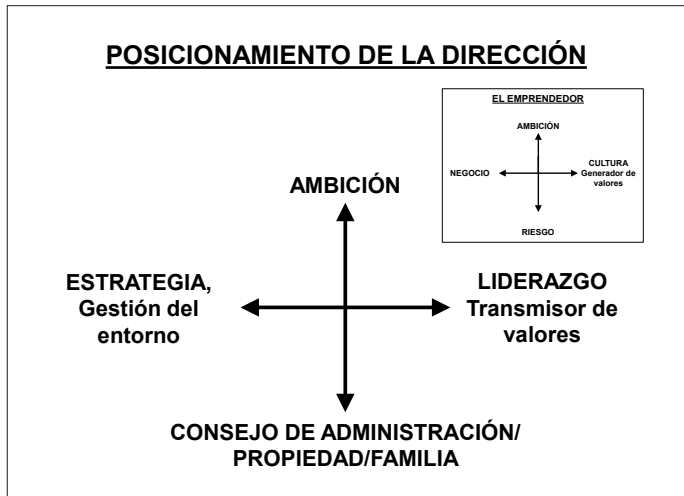 POSICIONAMIENTO DE LA DIRECCIÓN
EL EMPRENDEDOR
AMBICIÓN
NEGOCIO
CULTURA
Generador de
valores
RIESGO
AMBICIÓN
ESTRATEGIA,
Gestión del
entorno
LIDERAZGO
Transmisor de
valores
CONSEJO DE ADMINISTRACIÓN/
PROPIEDAD/FAMILIA